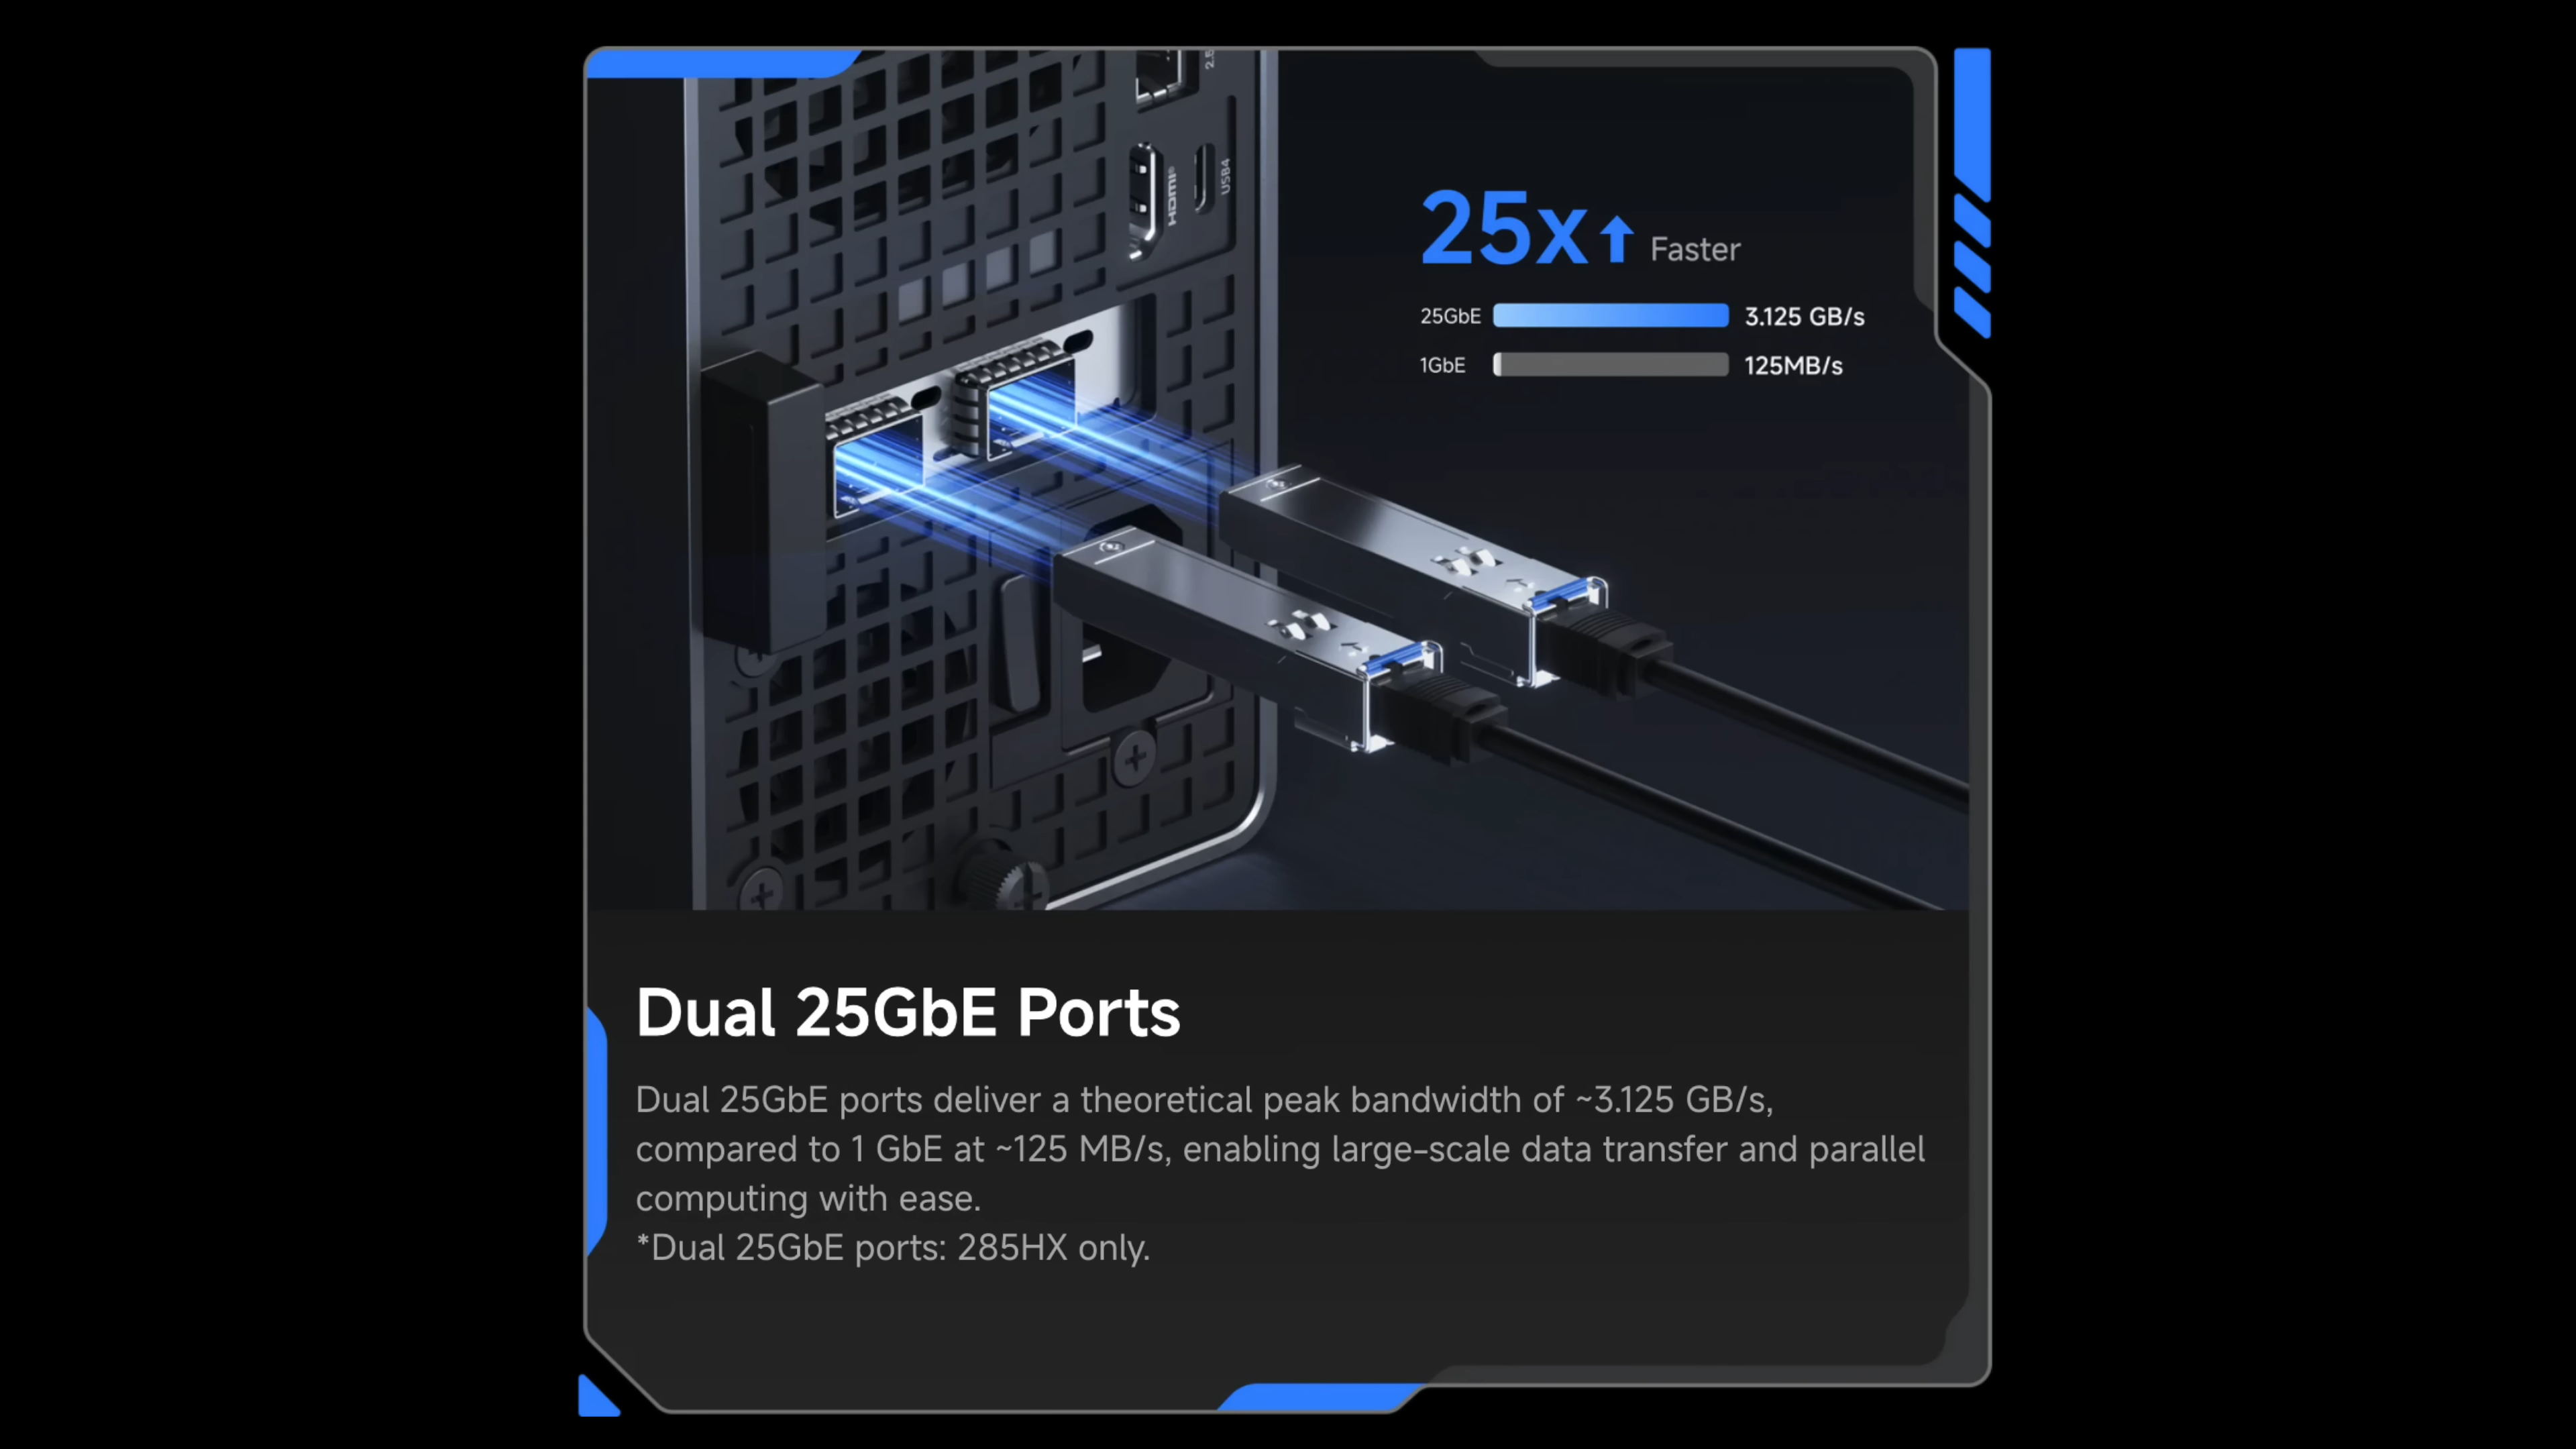 HDMI®
USB4
25x Faster
25GbE 3.125 GB/s
1GbE 125MB/s
Dual 25GbE Ports
Dual 25GbE ports deliver a theoretical peak bandwidth of ~3.125 GB/s,
compared to 1 GbE at ~125 MB/s, enabling large-scale data transfer and parallel
computing with ease.
*Dual 25GbE ports: 285HX only.